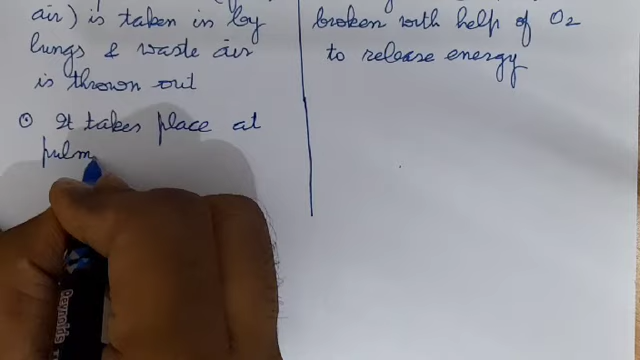 air) is taken in by
lungs & waste air
is thrown out
⊙ It takes place at
pulm
broken with help of O2
to release energy
Reynolds